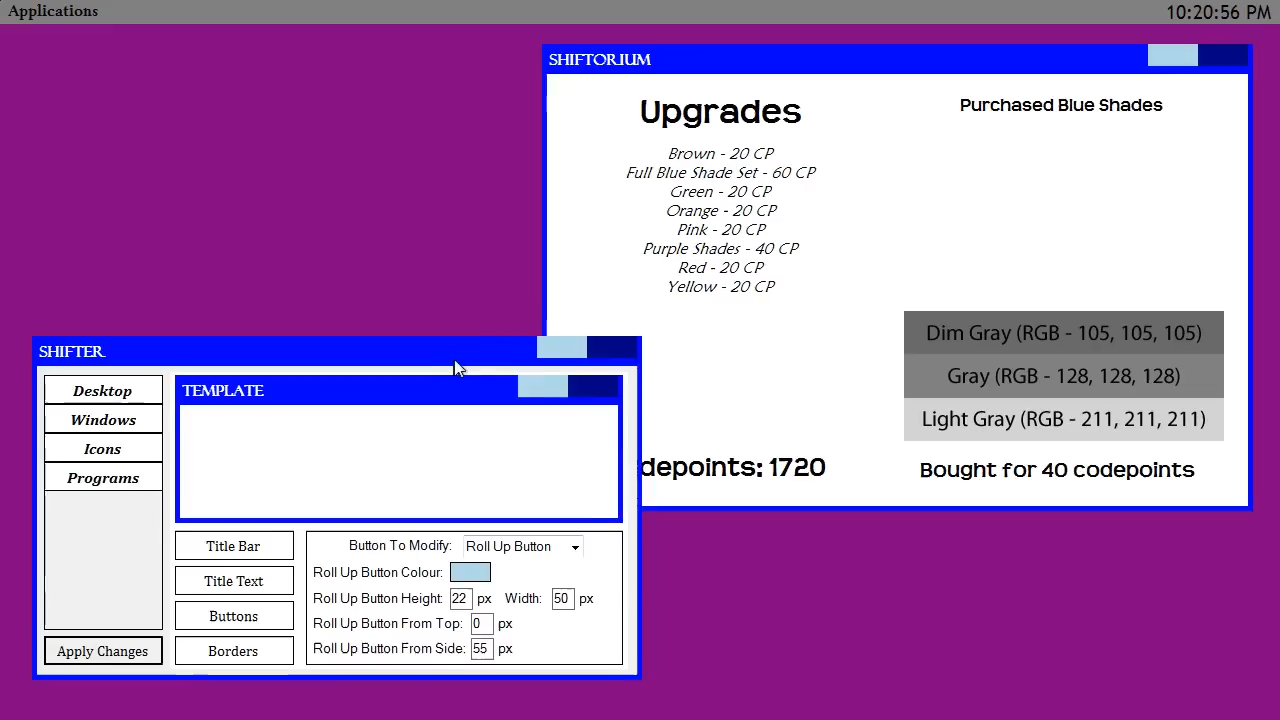 Applications
10:20:56 PM
SHIFTORIUM
Upgrades
Brown - 20 CP
Full Blue Shade Set - 60 CP
Green - 20 CP
Orange - 20 CP
Pink - 20 CP
Purple Shades - 40 CP
Red - 20 CP
Yellow - 20 CP
Purchased Blue Shades
Dim Gray (RGB - 105, 105, 105)
Gray (RGB - 128, 128, 128)
Light Gray (RGB - 211, 211, 211)
depoints: 1720
Bought for 40 codepoints
SHIFTER
Desktop
Windows
Icons
Programs
Apply Changes
TEMPLATE
Title Bar
Title Text
Buttons
Borders
Button To Modify: Roll Up Button
Roll Up Button Colour:
Roll Up Button Height: 22 px Width: 50 px
Roll Up Button From Top: 0 px
Roll Up Button From Side: 55 px